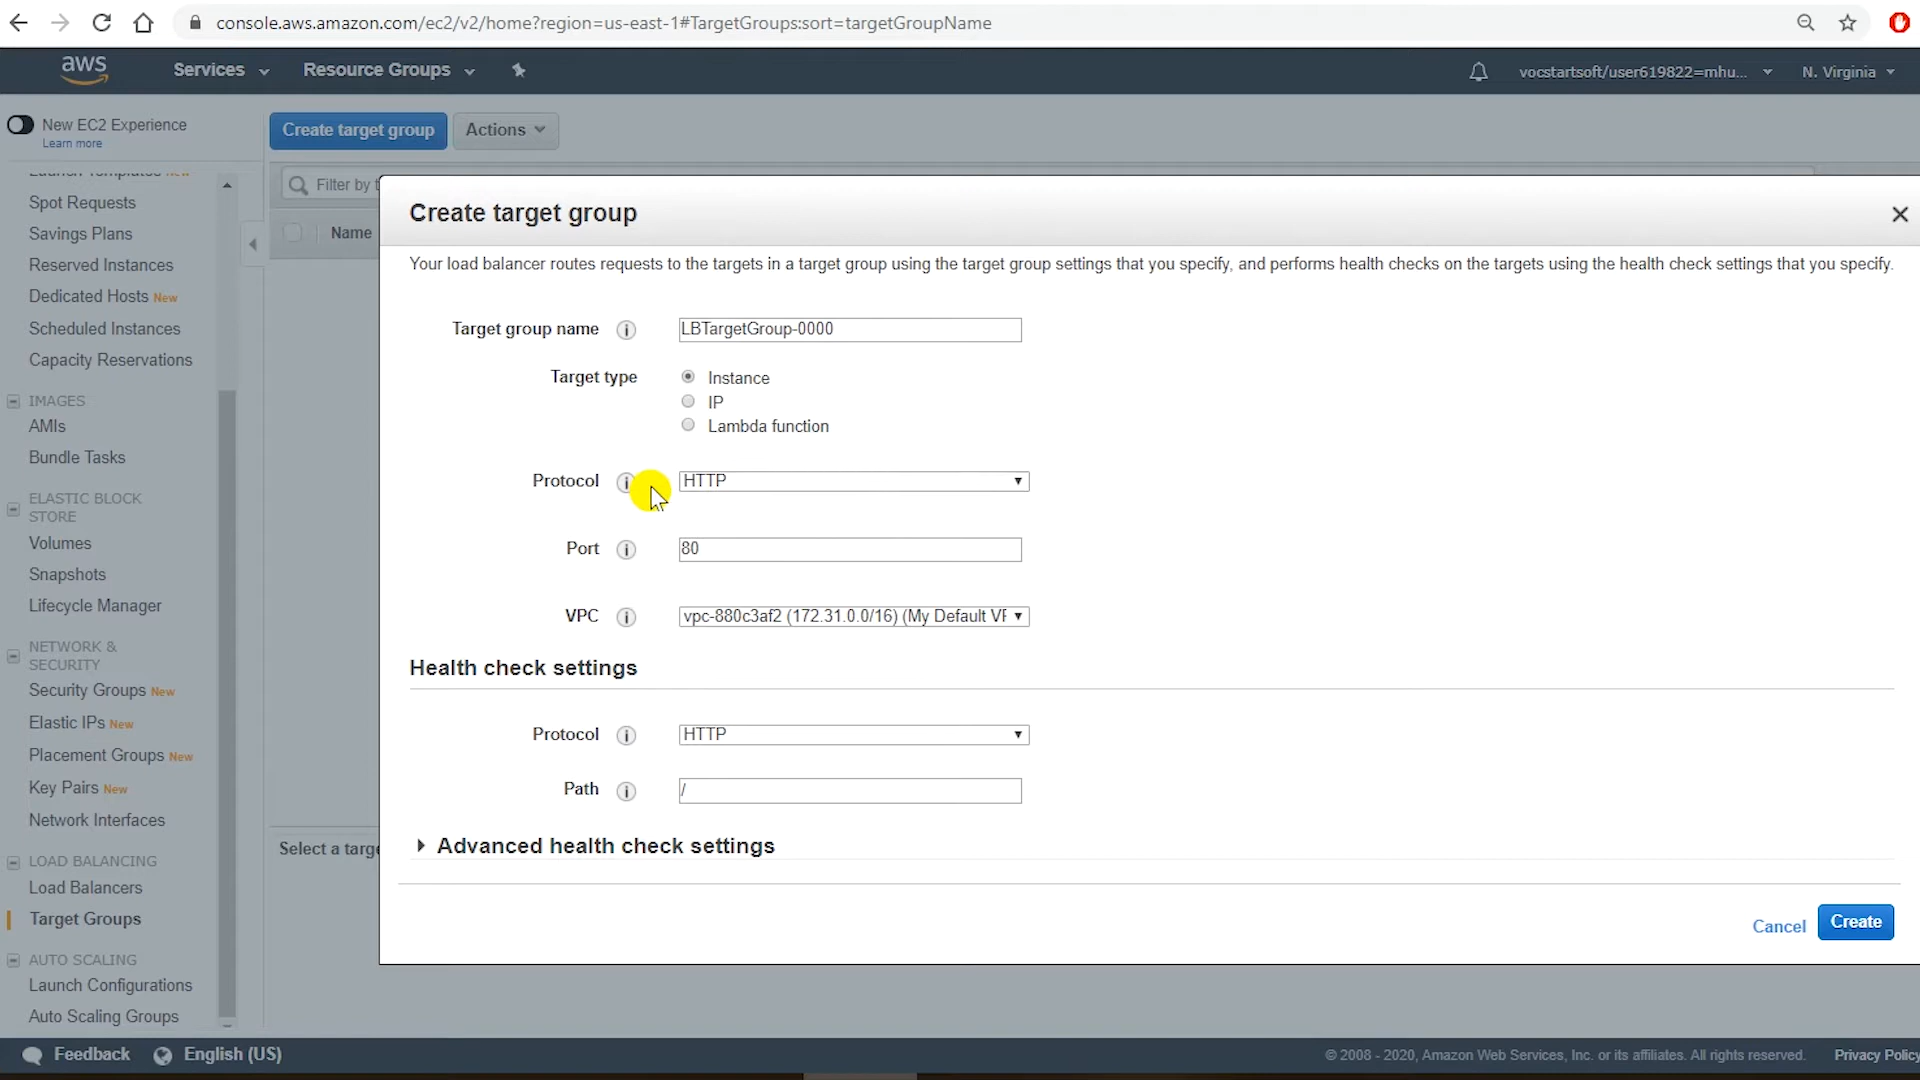 console.aws.amazon.com/ec2/v2/home?region=us-east-1#TargetGroups:sort=targetGroupName
aws
Services
Resource Groups
vocstartsoft/user619822=mhu...
N. Virginia
New EC2 Experience
Learn more
Create target group
Actions
Launch Templates New
Spot Requests
Savings Plans
Reserved Instances
Dedicated Hosts New
Scheduled Instances
Capacity Reservations
IMAGES
AMIs
Bundle Tasks
ELASTIC BLOCK
STORE
Volumes
Snapshots
Lifecycle Manager
NETWORK &
SECURITY
Security Groups New
Elastic IPs New
Placement Groups New
Key Pairs New
Network Interfaces
LOAD BALANCING
Load Balancers
Target Groups
AUTO SCALING
Launch Configurations
Auto Scaling Groups
Filter by t
Name
Select a targe
Create target group
Your load balancer routes requests to the targets in a target group using the target group settings that you specify, and performs health checks on the targets using the health check settings that you specify.
Target group name
LBTargetGroup-0000
Target type
Instance
IP
Lambda function
Protocol
HTTP
Port
80
VPC
vpc-880c3af2 (172.31.0.0/16) (My Default VF
Health check settings
Protocol
HTTP
Path
/
Advanced health check settings
Cancel
Create
Feedback
English (US)
© 2008 - 2020, Amazon Web Services, Inc. or its affiliates. All rights reserved.
Privacy Policy